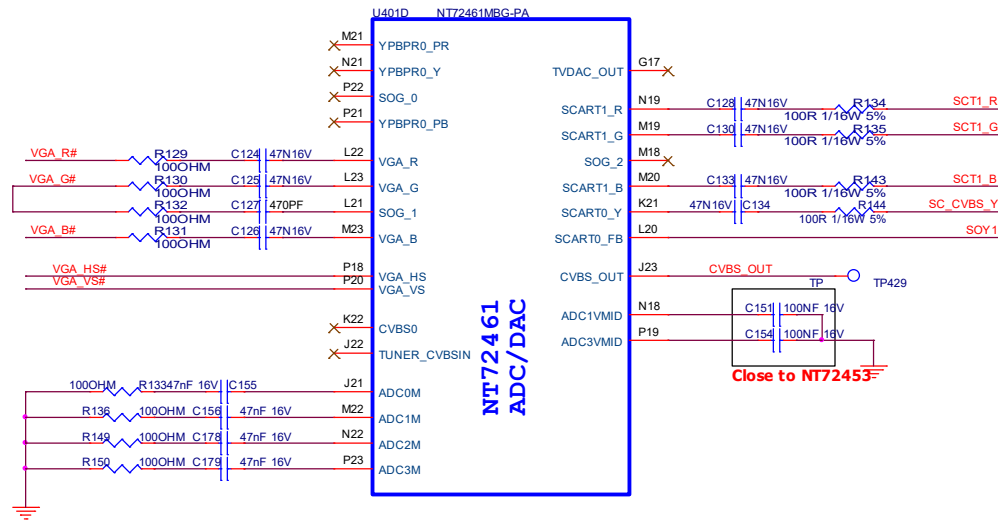 U401D NT72461MBG-PA
M21 YPBPR0_PR
N21 YPBPR0_Y
P22 SOG_0
P21 YPBPR0_PB
VGA_R# R129 100OHM C124 47N16V L22 VGA_R
VGA_G# R130 100OHM C125 47N16V L23 VGA_G
R132 100OHM C127 470PF L21 SOG_1
VGA_B# R131 100OHM C126 47N16V M23 VGA_B
VGA_HS# P18 VGA_HS
VGA_VS# P20 VGA_VS
K22 CVBS0
J22 TUNER_CVBSIN
100OHM R133 47nF 16V C155 J21 ADC0M
R136 100OHM C156 47nF 16V M22 ADC1M
R149 100OHM C178 47nF 16V N22 ADC2M
R150 100OHM C179 47nF 16V P23 ADC3M
NT72461
ADC/DAC
TVDAC_OUT G17
SCART1_R N19 C128 47N16V R134 100R 1/16W 5% SCT1_R
SCART1_G M19 C130 47N16V R135 100R 1/16W 5% SCT1_G
SOG_2 M18
SCART1_B M20 C133 47N16V R143 100R 1/16W 5% SCT1_B
SCART0_Y K21 47N16V C134 R144 100R 1/16W 5% SC_CVBS_Y
SCART0_FB L20 SOY1
CVBS_OUT J23 CVBS_OUT TP TP429
ADC1VMID N18 C151 100NF 16V
ADC3VMID P19 C154 100NF 16V
Close to NT72453